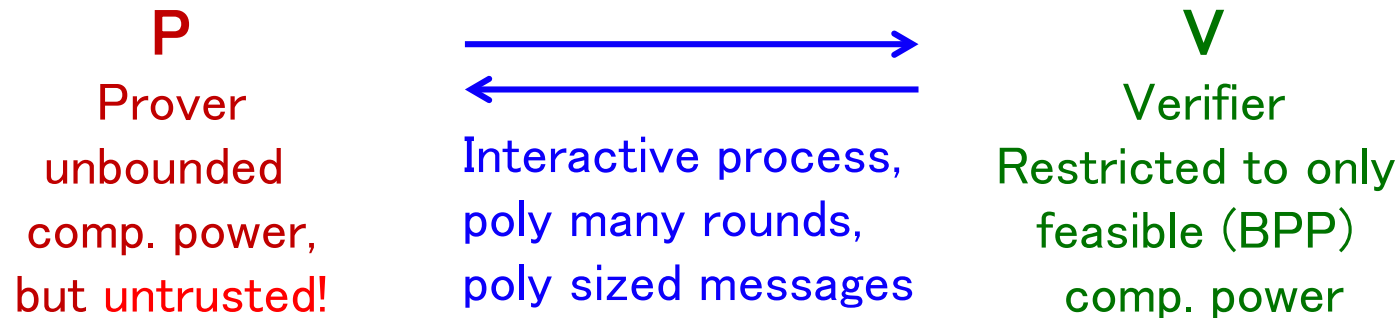 P
Prover
unbounded
comp. power,
but untrusted!
Interactive process,
poly many rounds,
poly sized messages
V
Verifier
Restricted to only
feasible (BPP)
comp. power